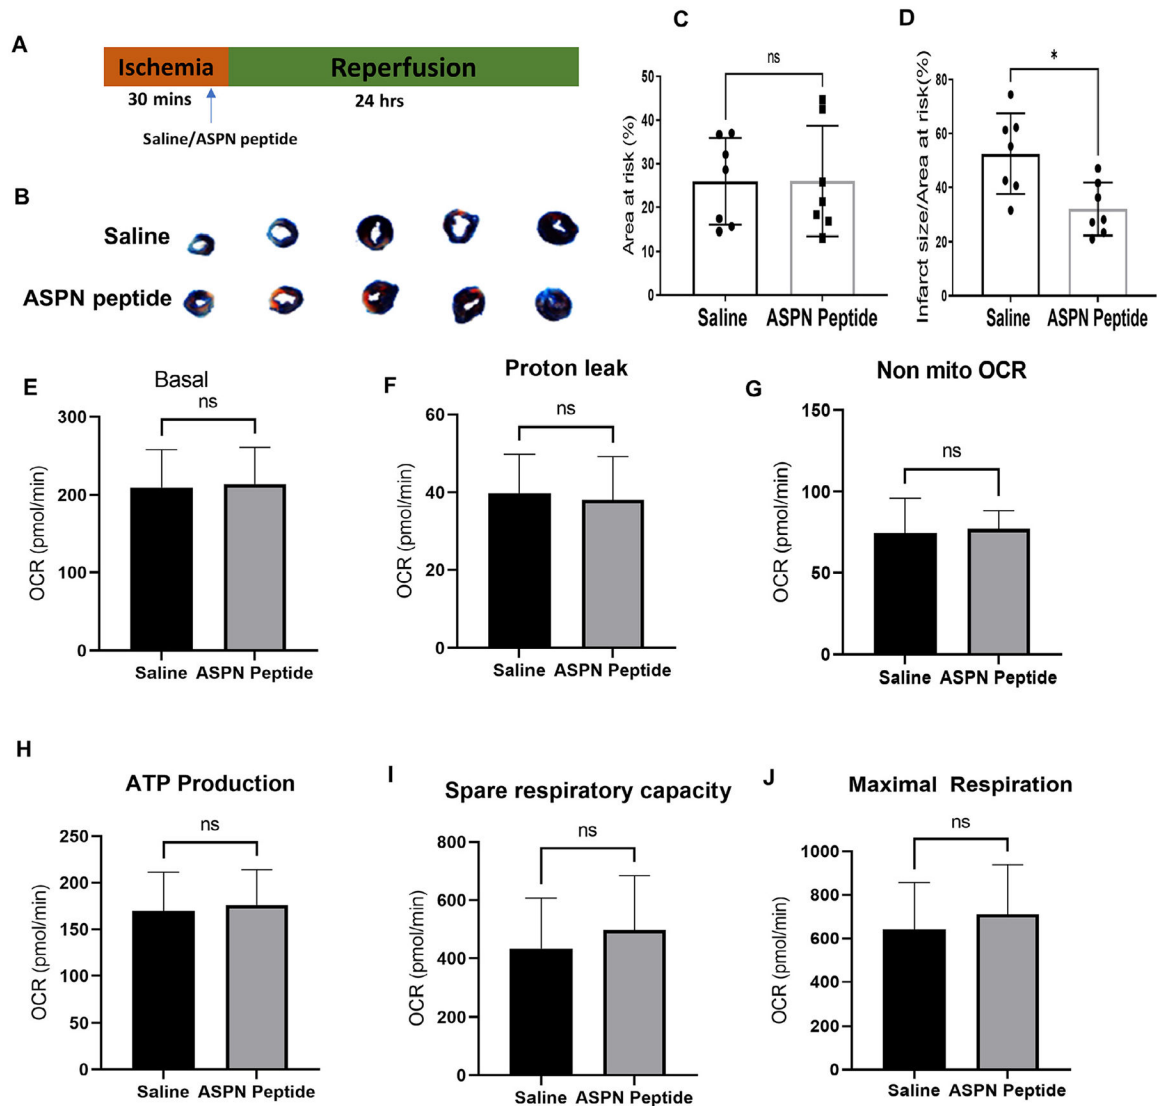 A
Ischemia
Reperfusion
30 mins
24 hrs
Saline/ASPN peptide
B
Saline
ASPN peptide
C
ns
Area at risk (%)
50
40
30
20
10
0
Saline
ASPN Peptide
D
*
Infarct size/Area at risk(%)
80
60
40
20
0
Saline
ASPN Peptide
E
Basal
ns
OCR (pmol/min)
300
200
100
0
Saline
ASPN Peptide
F
Proton leak
ns
OCR (pmol/min)
60
40
20
0
Saline
ASPN Peptide
G
Non mito OCR
ns
OCR (pmol/min)
150
100
50
0
Saline
ASPN Peptide
H
ATP Production
ns
OCR (pmol/min)
250
200
150
100
50
0
Saline
ASPN Peptide
I
Spare respiratory capacity
ns
OCR (pmol/min)
800
600
400
200
0
Saline
ASPN Peptide
J
Maximal Respiration
ns
OCR (pmol/min)
1000
800
600
400
200
0
Saline
ASPN Peptide